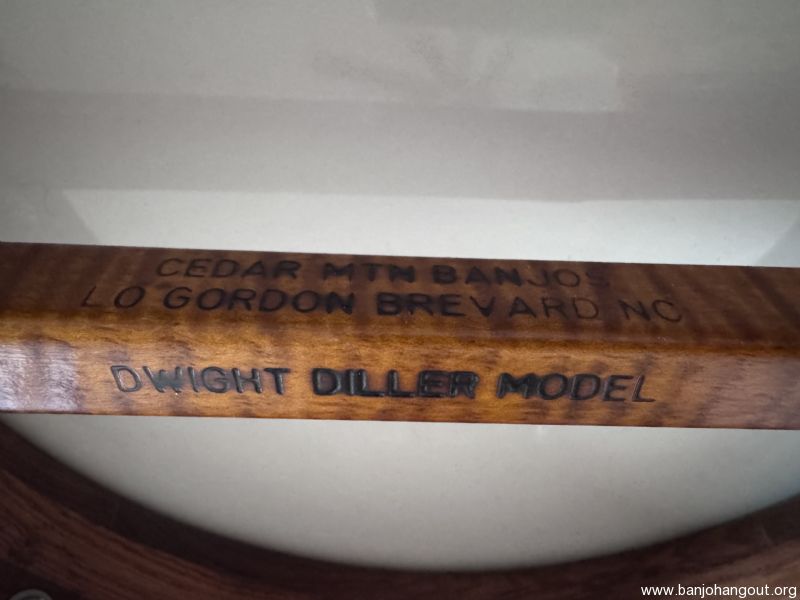 CEDAR MTN BANJOS
LO GORDON BREVARD NC
DWIGHT DILLER MODEL
www.banjohangout.org